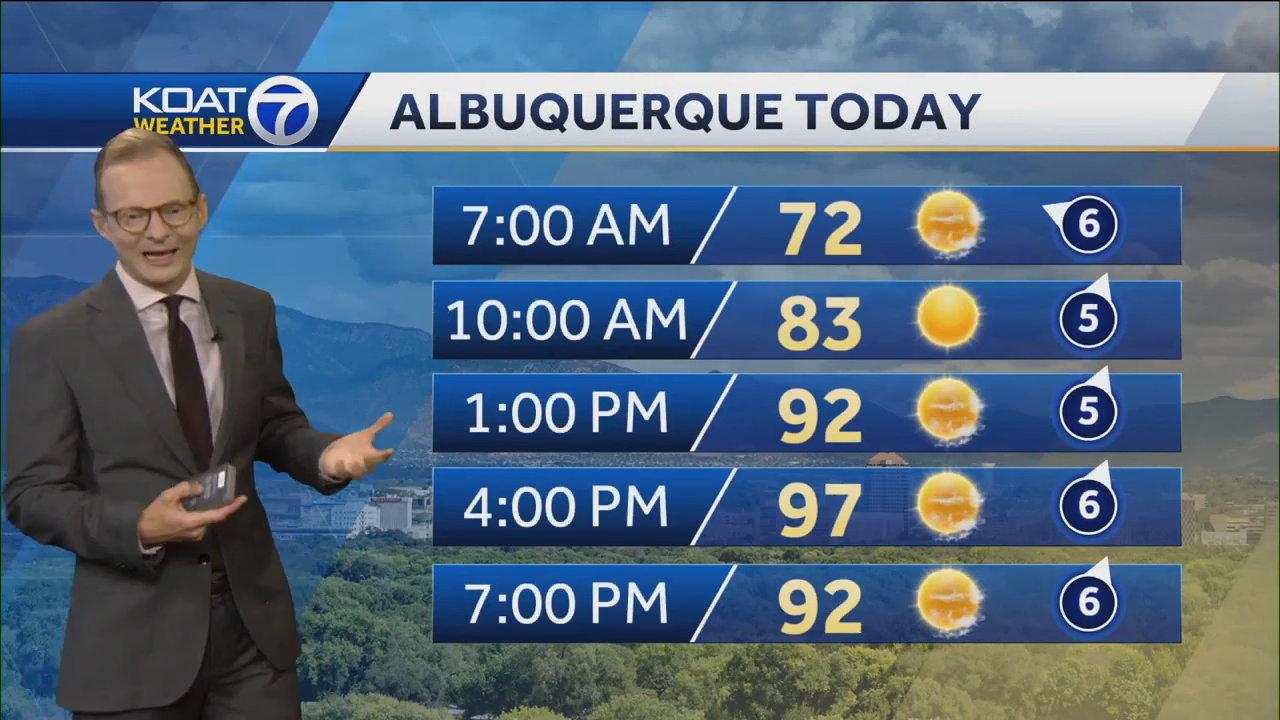 KOAT 7
WEATHER
ALBUQUERQUE TODAY
7:00 AM 72 6
10:00 AM 83 5
1:00 PM 92 5
4:00 PM 97 6
7:00 PM 92 6